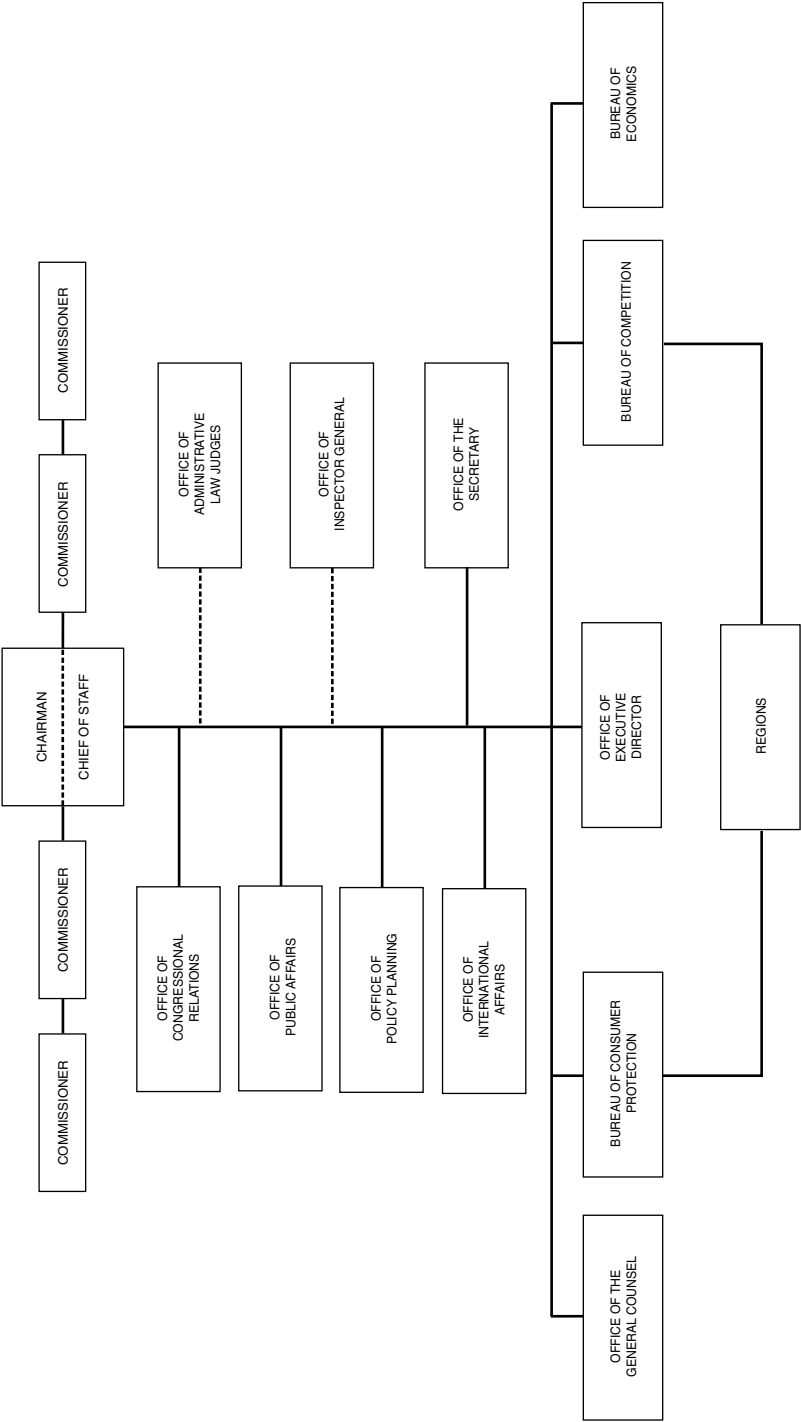 COMMISSIONER
COMMISSIONER
CHAIRMAN
CHIEF OF STAFF
COMMISSIONER
COMMISSIONER
OFFICE OF
CONGRESSIONAL
RELATIONS
OFFICE OF
ADMINISTRATIVE
LAW JUDGES
OFFICE OF
PUBLIC AFFAIRS
OFFICE OF
INSPECTOR GENERAL
OFFICE OF
POLICY PLANNING
OFFICE OF THE
SECRETARY
OFFICE OF
INTERNATIONAL
AFFAIRS
OFFICE OF THE
GENERAL COUNSEL
BUREAU OF CONSUMER
PROTECTION
OFFICE OF
EXECUTIVE
DIRECTOR
BUREAU OF COMPETITION
BUREAU OF
ECONOMICS
REGIONS